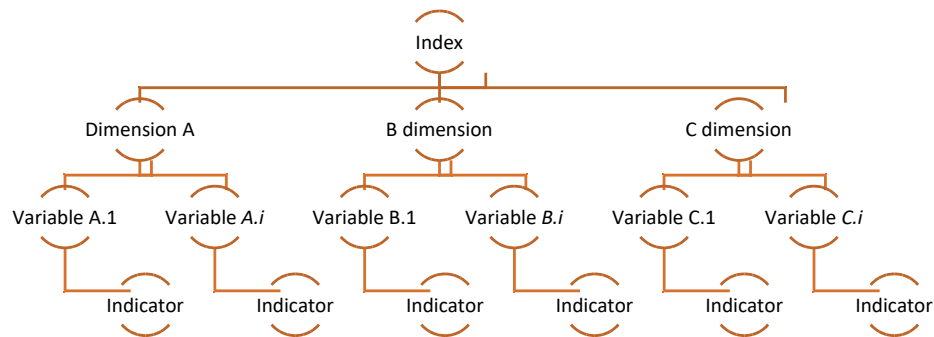 Index
Dimension A
B dimension
C dimension
Variable A.1
Variable A.i
Variable B.1
Variable B.i
Variable C.1
Variable C.i
Indicator
Indicator
Indicator
Indicator
Indicator
Indicator